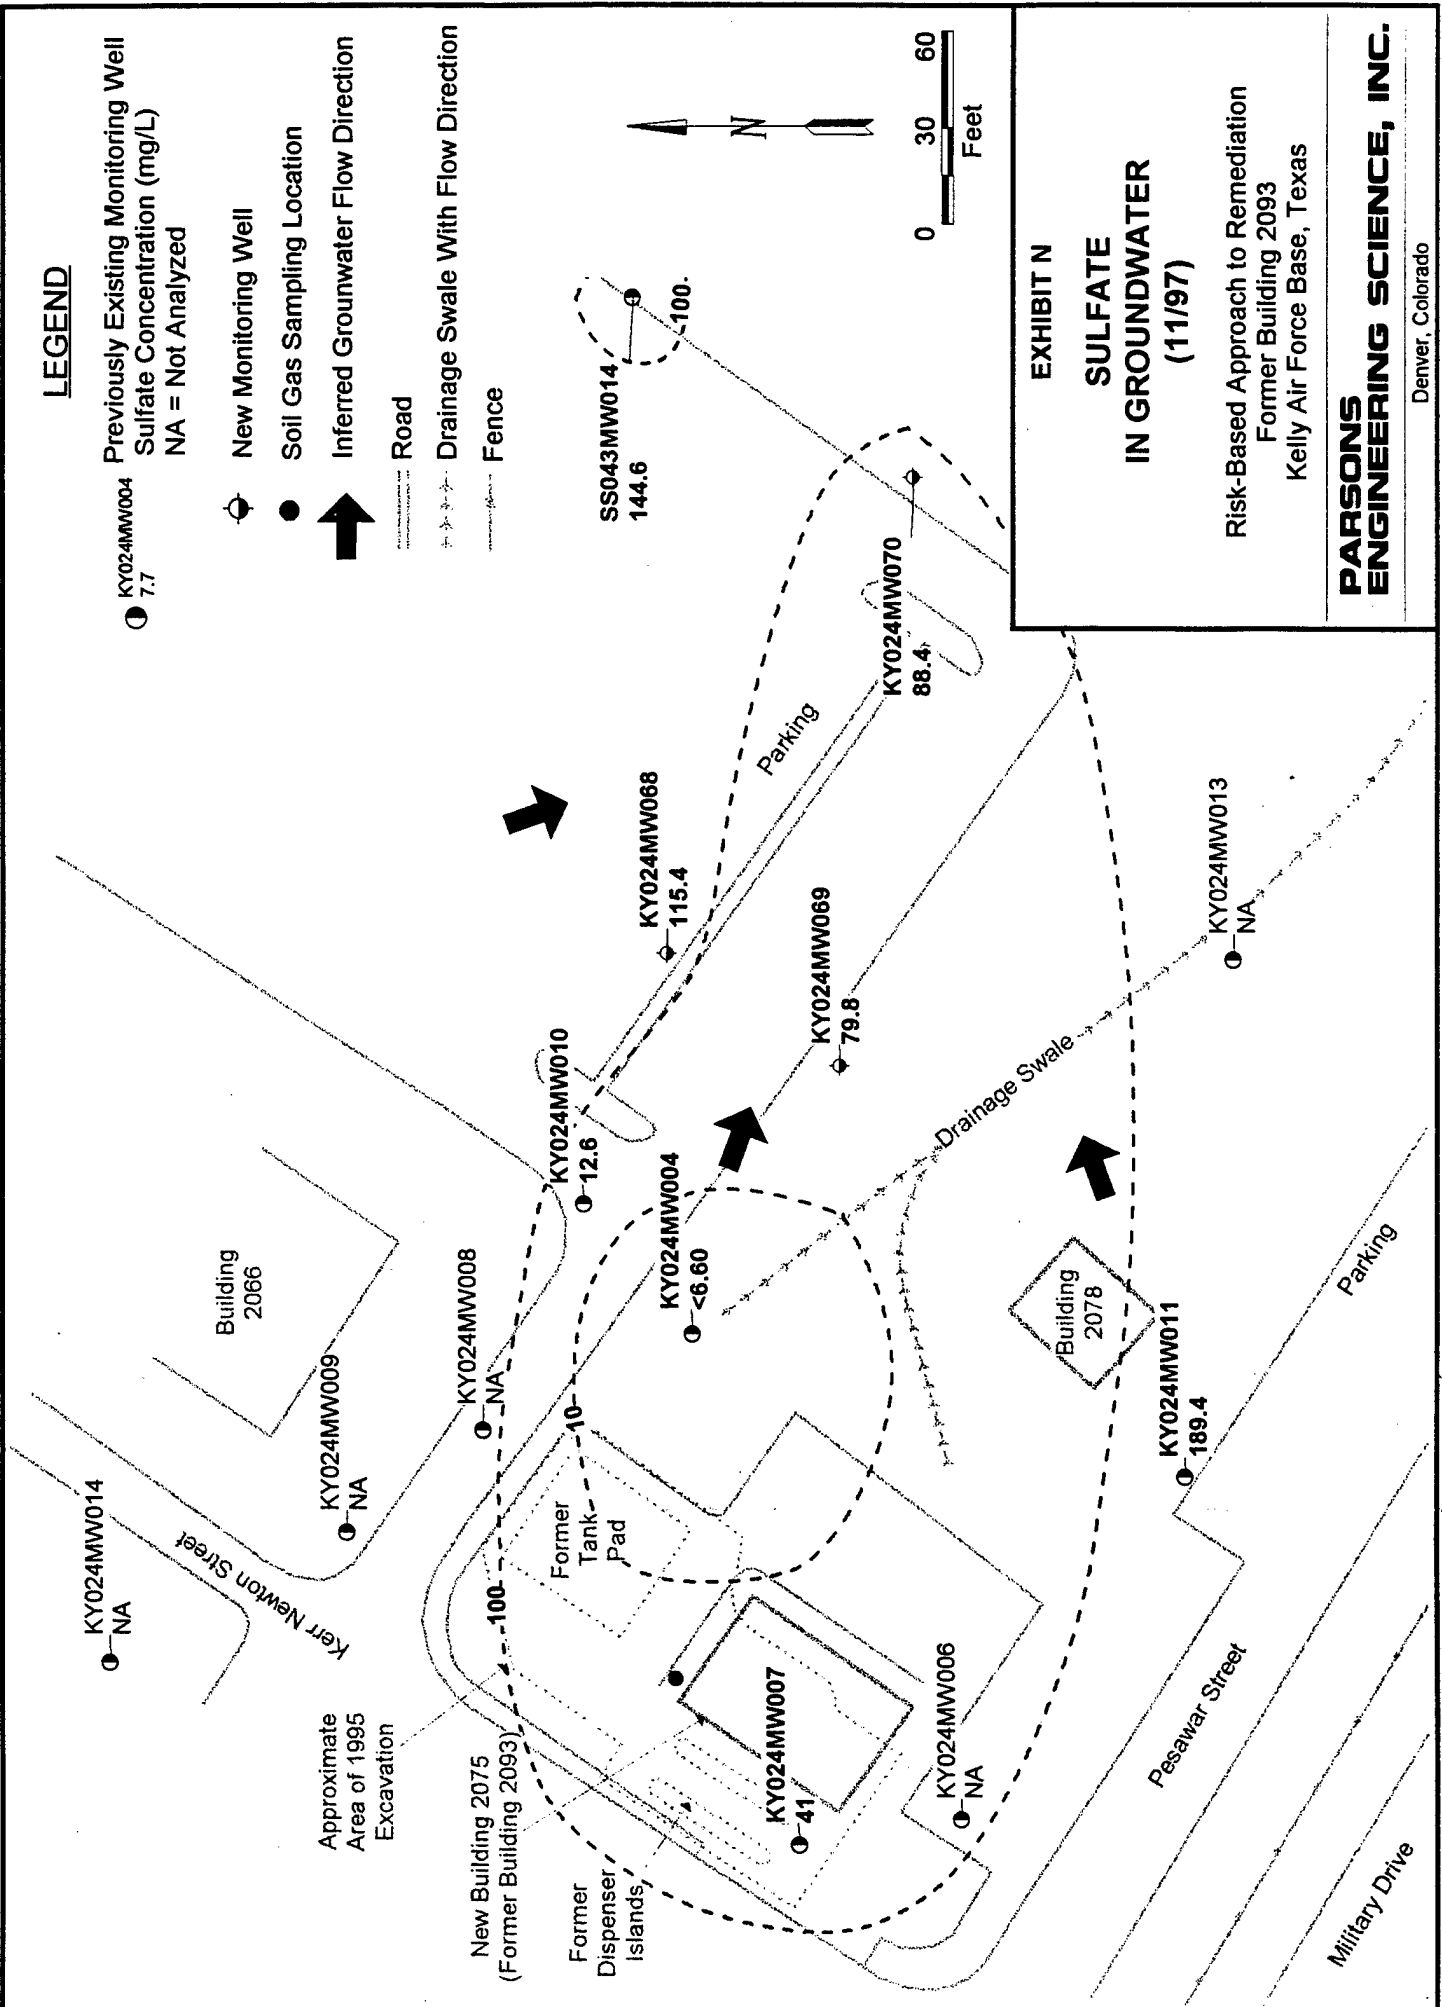 LEGEND
KY024MW004
7.7
Previously Existing Monitoring Well
Sulfate Concentration (mg/L)
NA = Not Analyzed
New Monitoring Well
Soil Gas Sampling Location
Inferred Grounwater Flow Direction
Road
Drainage Swale With Flow Direction
Fence
N
0 30 60
Feet
KY024MW014
NA
Kerr Newton Street
KY024MW009
NA
Building
2066
KY024MW008
NA
KY024MW010
12.6
KY024MW068
115.4
SS043MW014
144.6
100
Approximate
Area of 1995
Excavation
New Building 2075
(Former Building 2093)
Former
Dispenser
Islands
100
10
Former
Tank
Pad
KY024MW004
<6.60
KY024MW069
79.8
Parking
KY024MW070
88.4
KY024MW007
41
KY024MW006
NA
Drainage Swale
Building
2078
KY024MW011
189.4
KY024MW013
NA
Parking
Pesawar Street
Military Drive
EXHIBIT N
SULFATE
IN GROUNDWATER
(11/97)
Risk-Based Approach to Remediation
Former Building 2093
Kelly Air Force Base, Texas
PARSONS
ENGINEERING SCIENCE, INC.
Denver, Colorado